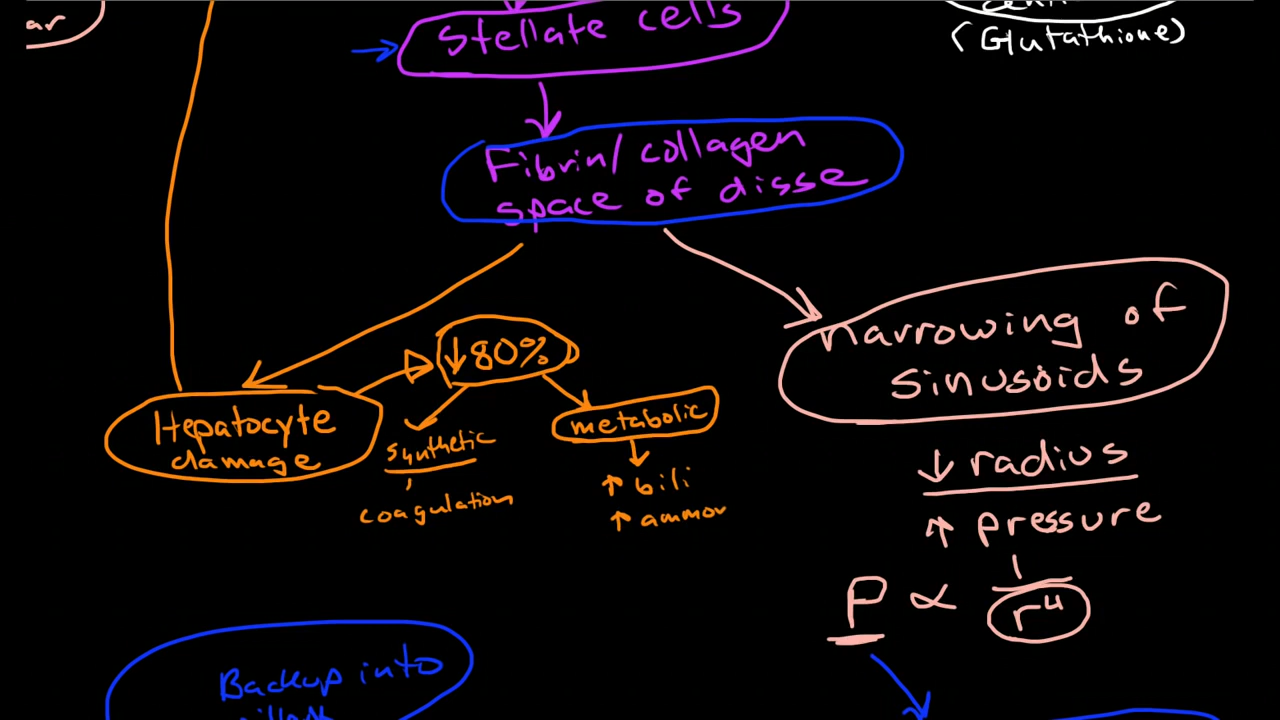 ar
Stellate cells
(Glutathione)
Fibrin/collagen
space of disse
narrowing of
sinusoids
↓ 80%
Hepatocyte
damage
synthetic
coagulation
metabolic
↑ bili
↑ ammon
↓ radius
↑ pressure
P ∝ 1/r⁴
Backup into